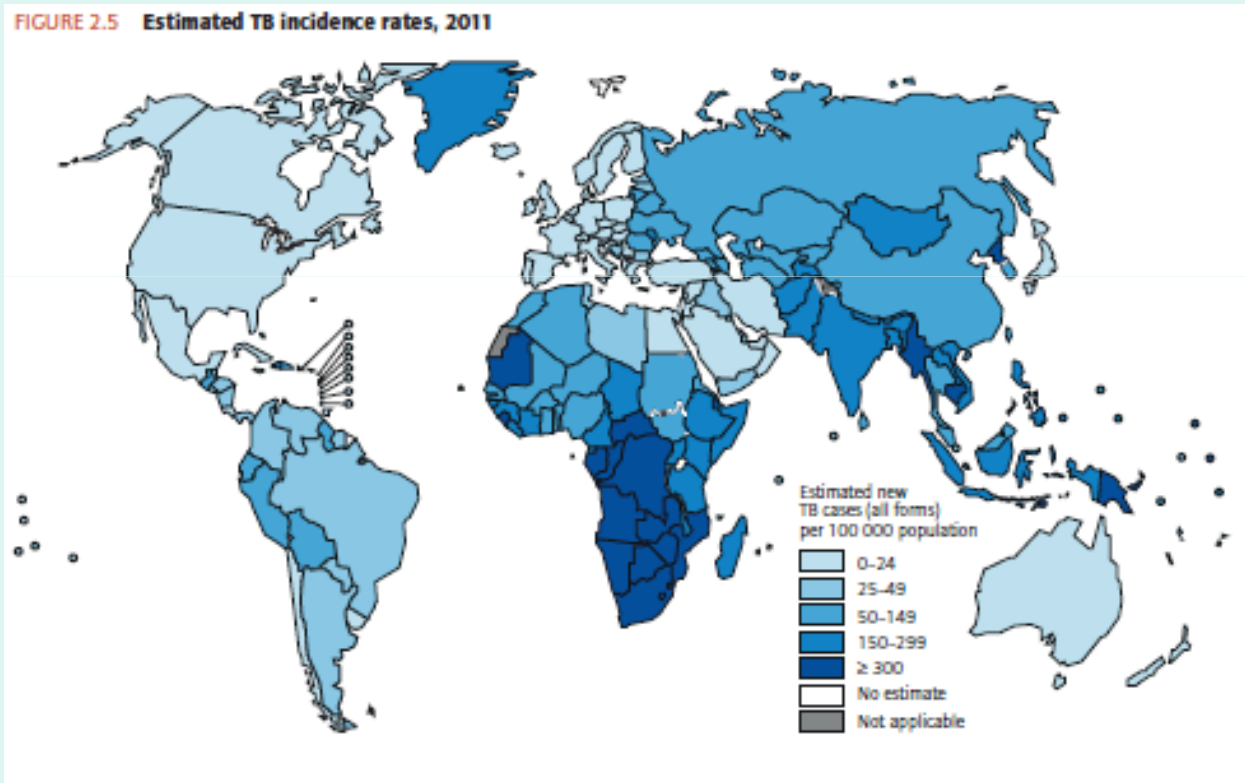 FIGURE 2.5 Estimated TB incidence rates, 2011
Estimated new
TB cases (all forms)
per 100 000 population
0–24
25–49
50–149
150–299
≥ 300
No estimate
Not applicable